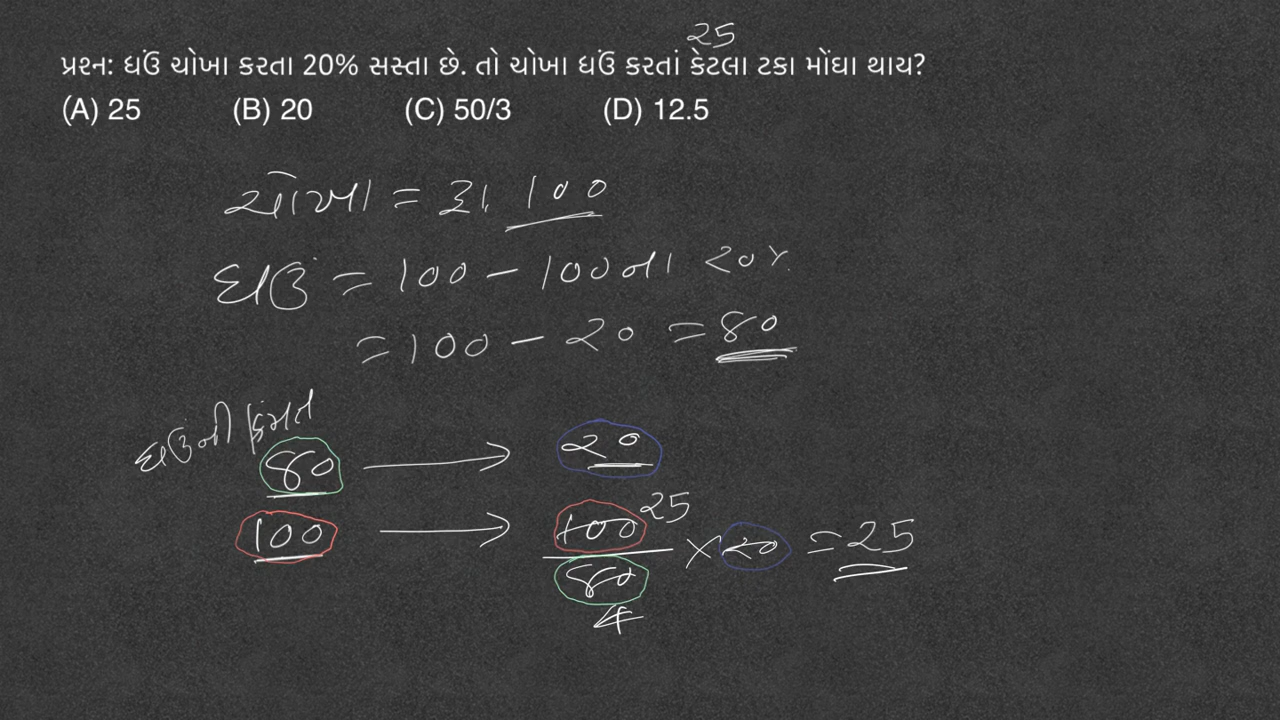 25
પ્રશ્ન: ઘઉં ચોખા કરતા 20% સસ્તા છે. તો ચોખા ઘઉં કરતાં કેટલા ટકા મોંઘા થાય?
(A) 25 (B) 20 (C) 50/3 (D) 12.5
ચોખા = રૂા. 100
ઘઉં = 100 - 100ના 20%
= 100 - 20 = 80
ઘઉંની કિંમત
80 → 20
100 → 100/80 × 20 = 25
25
4